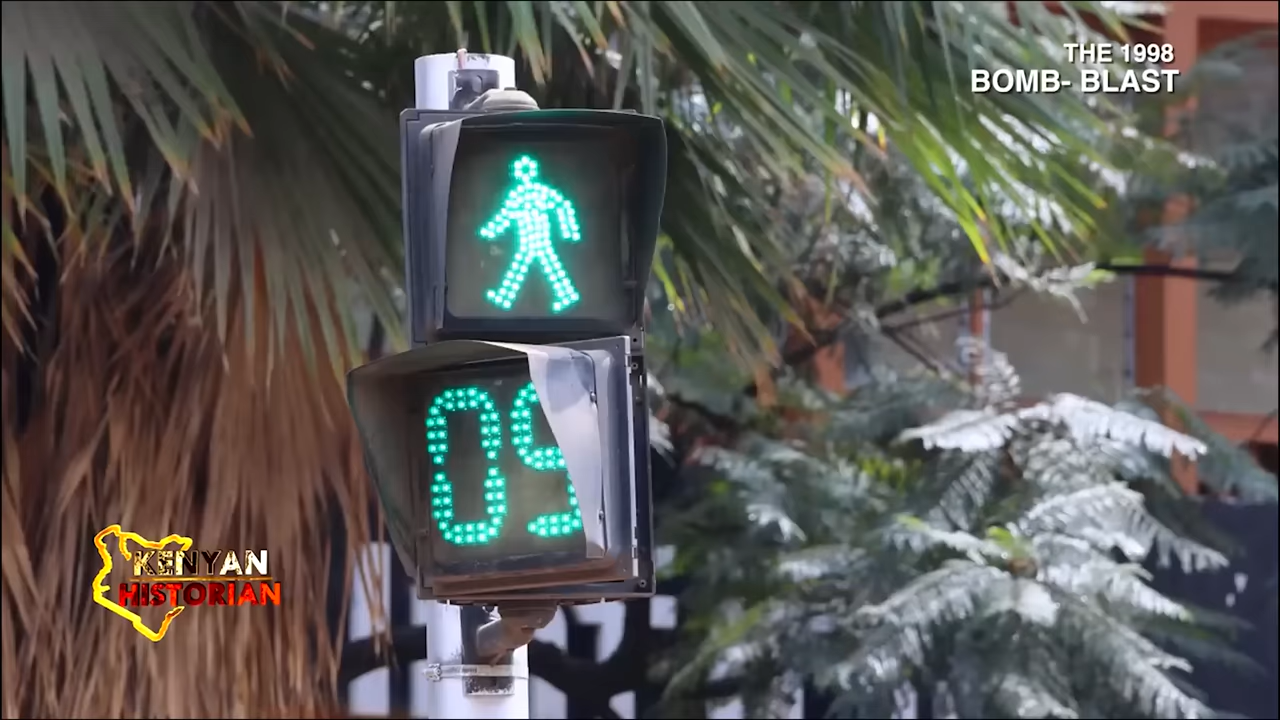 THE 1998
BOMB- BLAST
09
KENYAN
HISTORIAN